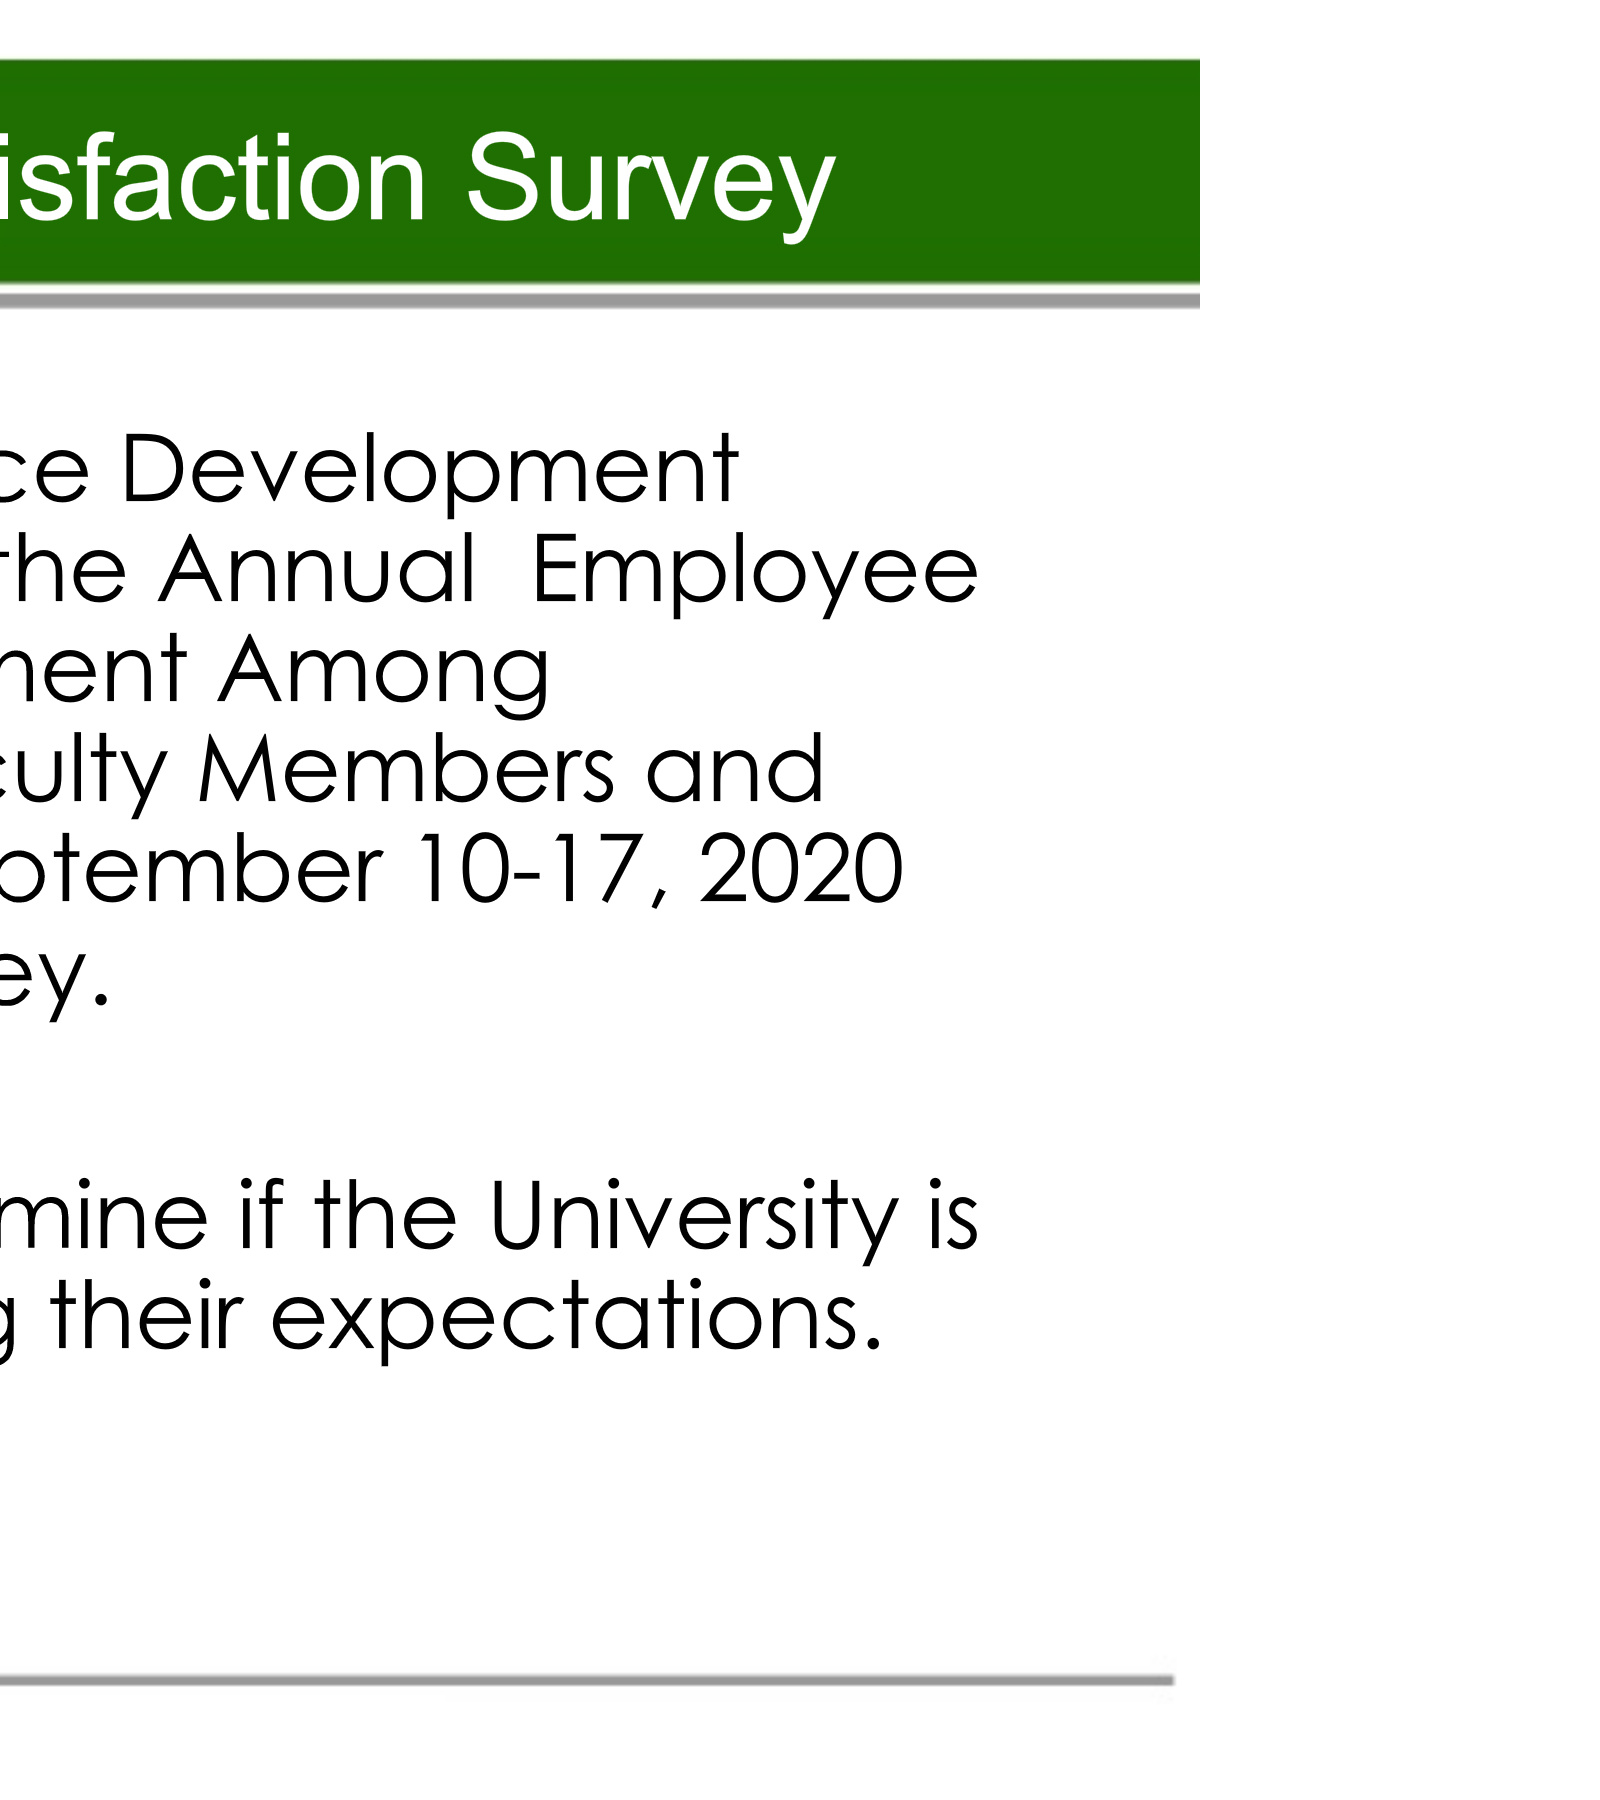 isfaction Survey
ce Development
the Annual  Employee
ment Among
culty Members and
ptember 10-17, 2020
ey.
mine if the University is
g their expectations.